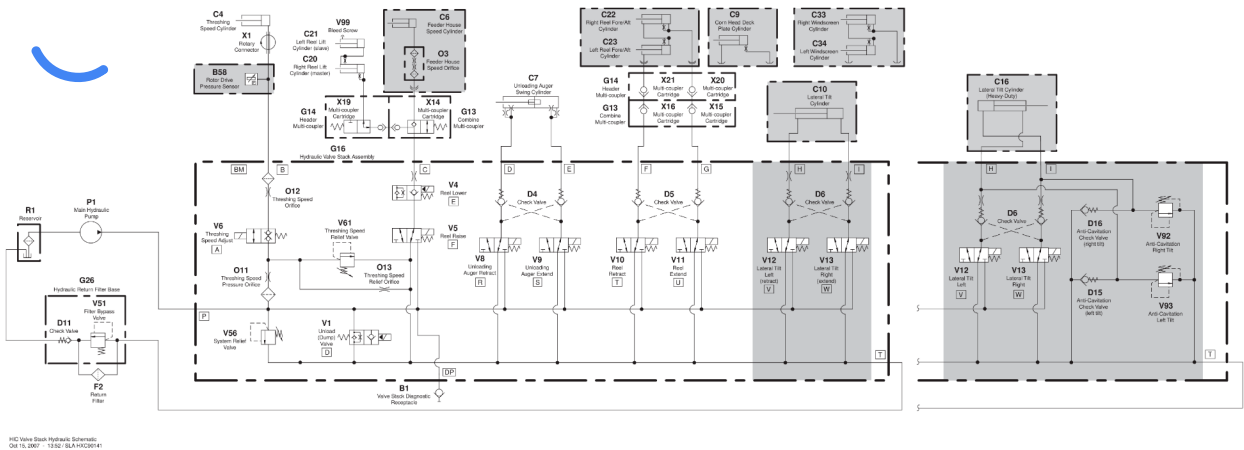 C4
Threshing
Speed Cylinder
X1
Rotary
Connector
B58
Rotor Drive
Pressure Sensor
V99
Bleed Screw
C21
Left Reel Lift
Cylinder (slave)
C20
Right Reel Lift
Cylinder (master)
C6
Feeder House
Speed Cylinder
O3
Feeder House
Speed Orifice
G14
Header
Multi-coupler
X19
Multi-coupler
Cartridge
X14
Multi-coupler
Cartridge
G13
Combine
Multi-coupler
C7
Unloading Auger
Swing Cylinder
C22
Right Reel Fore/Aft
Cylinder
C23
Left Reel Fore/Aft
Cylinder
C9
Corn Head Deck
Plate Cylinder
C33
Right Windscreen
Cylinder
C34
Left Windscreen
Cylinder
G14
Header
Multi-coupler
X21
Multi-coupler
Cartridge
X20
Multi-coupler
Cartridge
G13
Combine
Multi-coupler
X16
Multi-coupler
Cartridge
X15
Multi-coupler
Cartridge
C10
Lateral Tilt
Cylinder
C16
Lateral Tilt Cylinder
(Heavy-Duty)
G16
Hydraulic Valve Stack Assembly
BM
B
C
D
E
F
G
H
I
H
I
R1
Reservoir
P1
Main Hydraulic
Pump
O12
Threshing Speed
Orifice
V6
Threshing
Speed Adjust
A
O11
Threshing Speed
Pressure Orifice
V61
Threshing Speed
Relief Valve
O13
Threshing Speed
Relief Orifice
V4
Reel Lower
E
V5
Reel Raise
F
D4
Check Valve
V8
Unloading
Auger Retract
R
V9
Unloading
Auger Extend
S
D5
Check Valve
V10
Reel
Retract
T
V11
Reel
Extend
U
D6
Check Valve
V12
Lateral Tilt
Left
(retract)
V
V13
Lateral Tilt
Right
(extend)
W
D6
Check Valve
V12
Lateral Tilt
Left
V
V13
Lateral Tilt
Right
W
D16
Anti-Cavitation
Check Valve
(right tilt)
V92
Anti-Cavitation
Right Tilt
D15
Anti-Cavitation
Check Valve
(left tilt)
V93
Anti-Cavitation
Left Tilt
G26
Hydraulic Return Filter Base
V51
Filter Bypass
Valve
D11
Check Valve
F2
Return
Filter
P
V56
System Relief
Valve
V1
Unload
(Dump)
Valve
D
DP
T
T
B1
Valve Stack Diagnostic
Receptacle
HIC Valve Stack Hydraulic Schematic